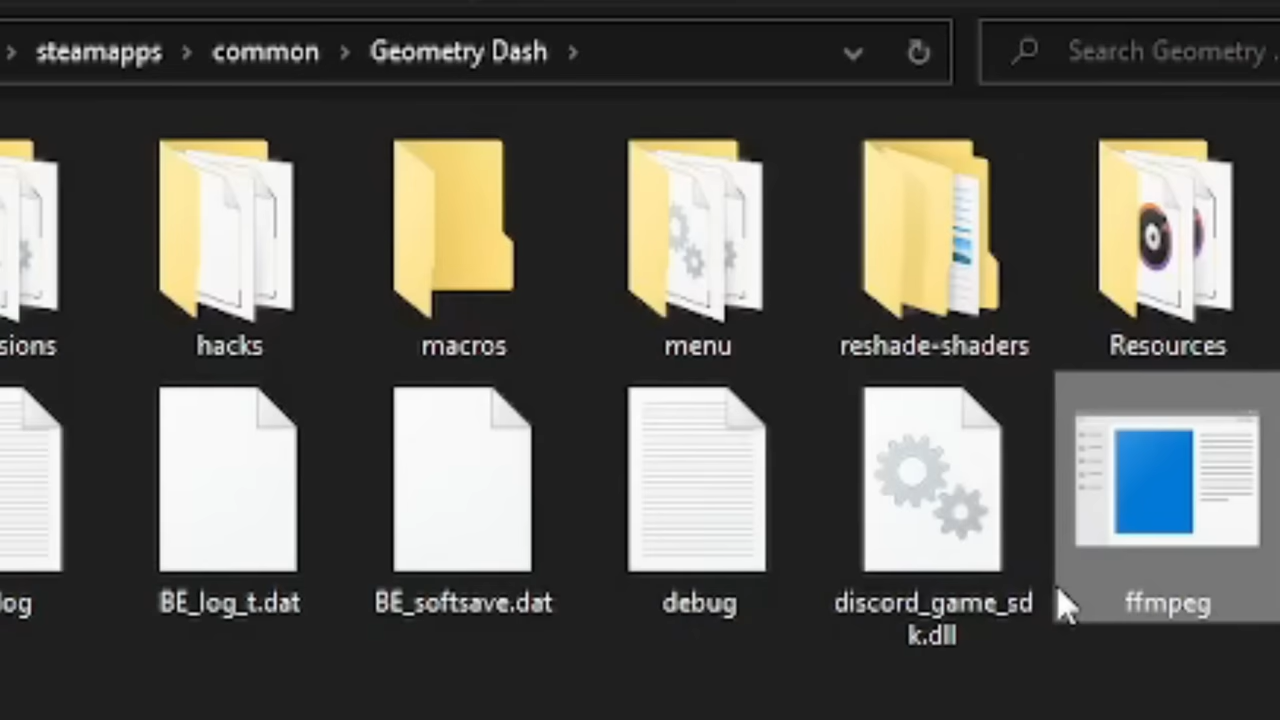 steamapps > common > Geometry Dash >
Search Geometry
sions
hacks
macros
menu
reshade-shaders
Resources
log
BE_log_t.dat
BE_softsave.dat
debug
discord_game_sd
k.dll
ffmpeg